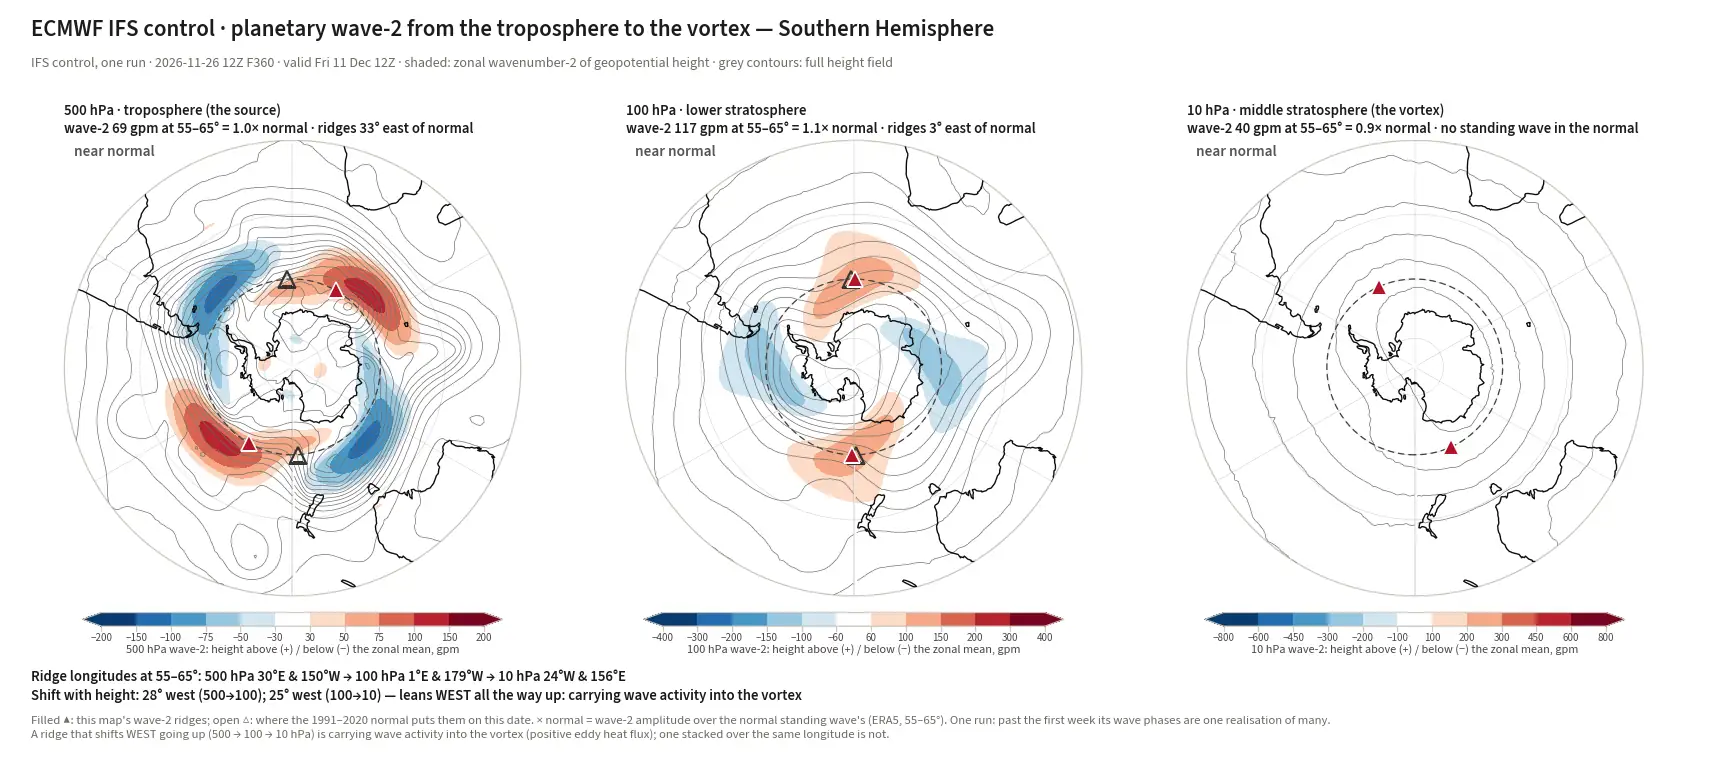 ECMWF IFS control · planetary wave-2 from the troposphere to the vortex — Southern Hemisphere
IFS control, one run · 2026-11-26 12Z F360 · valid Fri 11 Dec 12Z · shaded: zonal wavenumber-2 of geopotential height · grey contours: full height field
500 hPa · troposphere (the source)
wave-2 69 gpm at 55–65° = 1.0× normal · ridges 33° east of normal
near normal
100 hPa · lower stratosphere
wave-2 117 gpm at 55–65° = 1.1× normal · ridges 3° east of normal
near normal
10 hPa · middle stratosphere (the vortex)
wave-2 40 gpm at 55–65° = 0.9× normal · no standing wave in the normal
near normal
−200 −150 −100 −75 −50 −30 30 50 75 100 150 200
500 hPa wave-2: height above (+) / below (−) the zonal mean, gpm
−400 −300 −200 −150 −100 −60 60 100 150 200 300 400
100 hPa wave-2: height above (+) / below (−) the zonal mean, gpm
−800 −600 −450 −300 −200 −100 100 200 300 450 600 800
10 hPa wave-2: height above (+) / below (−) the zonal mean, gpm
Ridge longitudes at 55–65°: 500 hPa 30°E & 150°W → 100 hPa 1°E & 179°W → 10 hPa 24°W & 156°E
Shift with height: 28° west (500→100); 25° west (100→10) — leans WEST all the way up: carrying wave activity into the vortex
Filled ▲: this map's wave-2 ridges; open △: where the 1991–2020 normal puts them on this date. × normal = wave-2 amplitude over the normal standing wave's (ERA5, 55–65°). One run: past the first week its wave phases are one realisation of many.
A ridge that shifts WEST going up (500 → 100 → 10 hPa) is carrying wave activity into the vortex (positive eddy heat flux); one stacked over the same longitude is not.